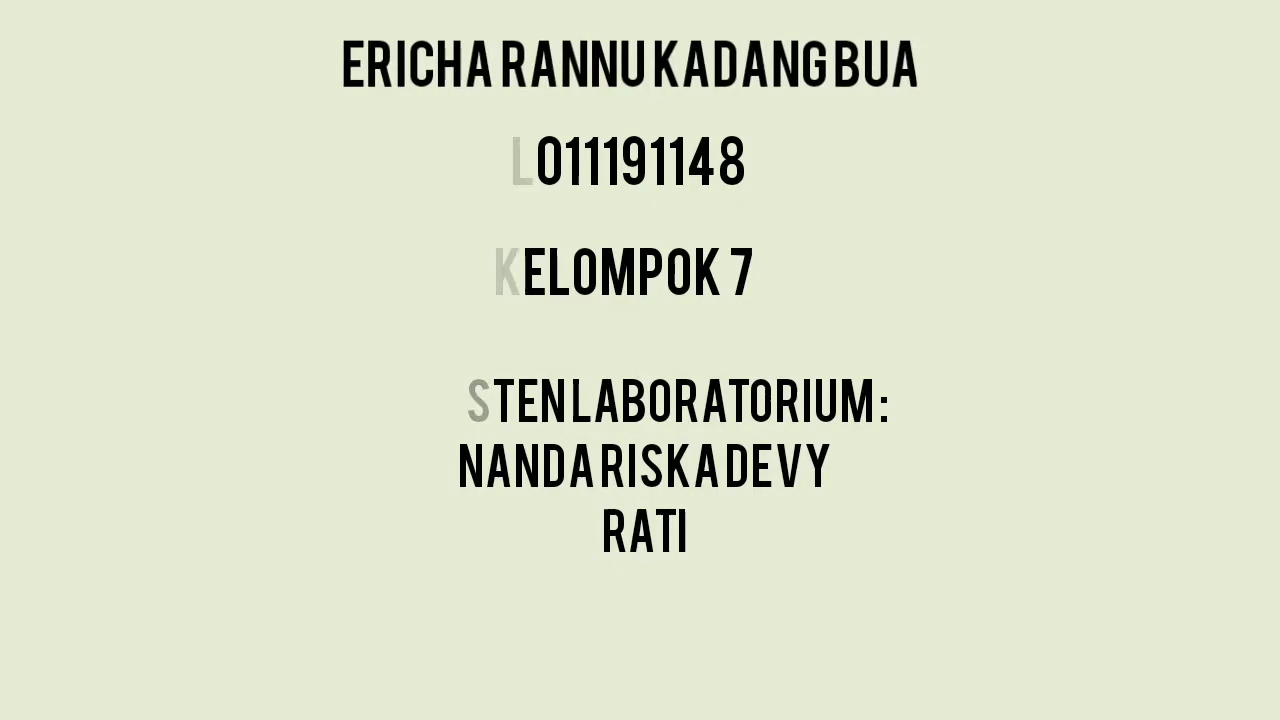 ERICHA RANNU KADANG BUA
L011191148
KELOMPOK 7
STEN LABORATORIUM :
NANDA RISKA DEVY
RATI